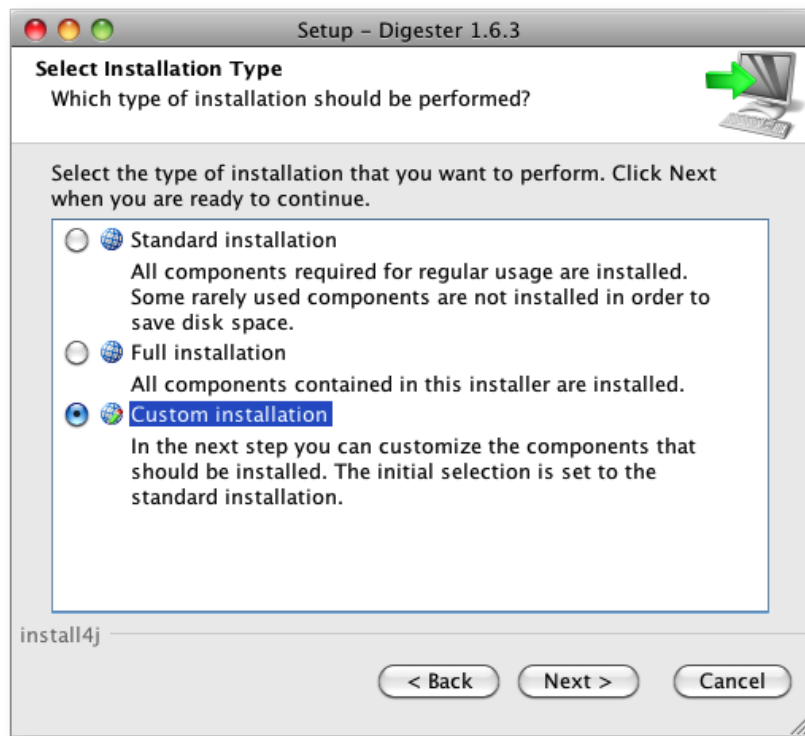 Setup – Digester 1.6.3
Select Installation Type
Which type of installation should be performed?
Select the type of installation that you want to perform. Click Next
when you are ready to continue.
Standard installation
All components required for regular usage are installed.
Some rarely used components are not installed in order to
save disk space.
Full installation
All components contained in this installer are installed.
Custom installation
In the next step you can customize the components that
should be installed. The initial selection is set to the
standard installation.
install4j
< Back
Next >
Cancel